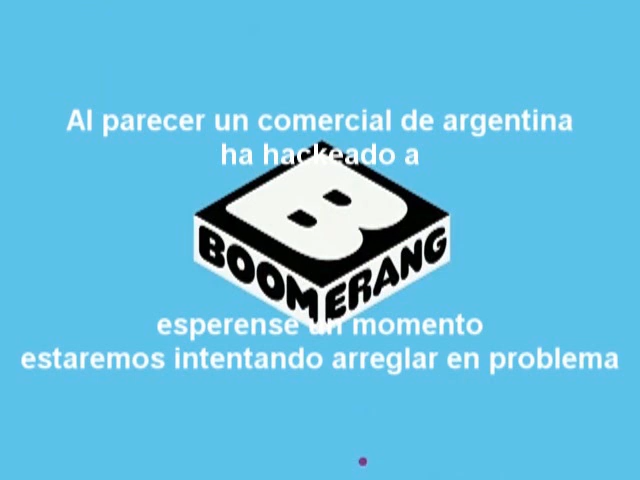 Al parecer un comercial de argentina
ha hackeado a
B
BOOMERANG
esperense un momento
estaremos intentando arreglar en problema